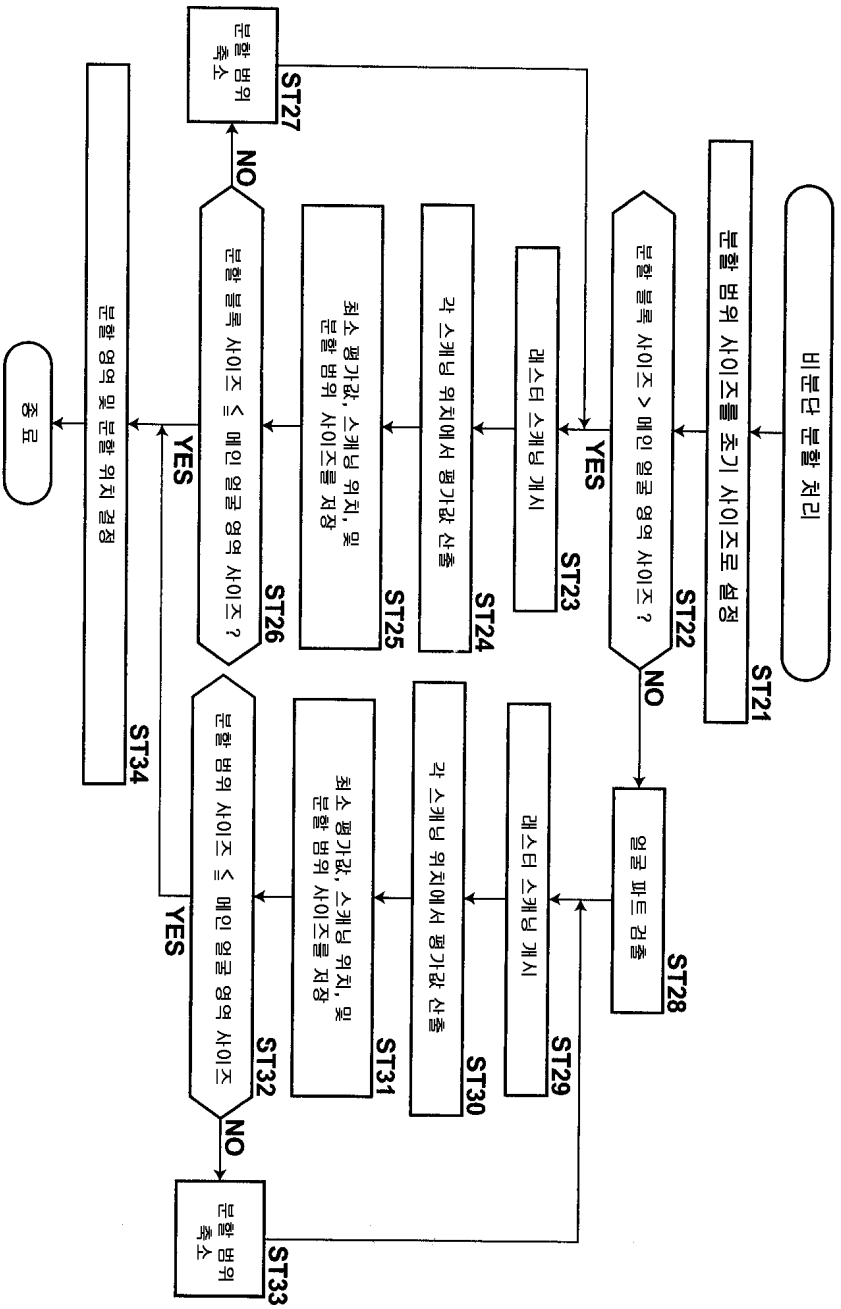 비분단 분할 처리
ST21
분할 범위 사이즈를 초기 사이즈로 설정
ST22
분할 블록 사이즈 > 메인 얼굴 영역 사이즈 ?
NO
YES
ST23
래스터 스캐닝 개시
ST24
각 스캐닝 위치에서 평가값 산출
ST25
최소 평가값, 스캐닝 위치, 및
분할 범위 사이즈를 저장
ST26
분할 블록 사이즈 ≦ 메인 얼굴 영역 사이즈 ?
NO
YES
ST27
분할 범위
축소
ST28
얼굴 파트 검출
ST29
래스터 스캐닝 개시
ST30
각 스캐닝 위치에서 평가값 산출
ST31
최소 평가값, 스캐닝 위치, 및
분할 범위 사이즈를 저장
ST32
분할 범위 사이즈 ≦ 메인 얼굴 영역 사이즈
NO
YES
ST33
분할 범위
축소
ST34
분할 영역 및 분할 위치 결정
종료